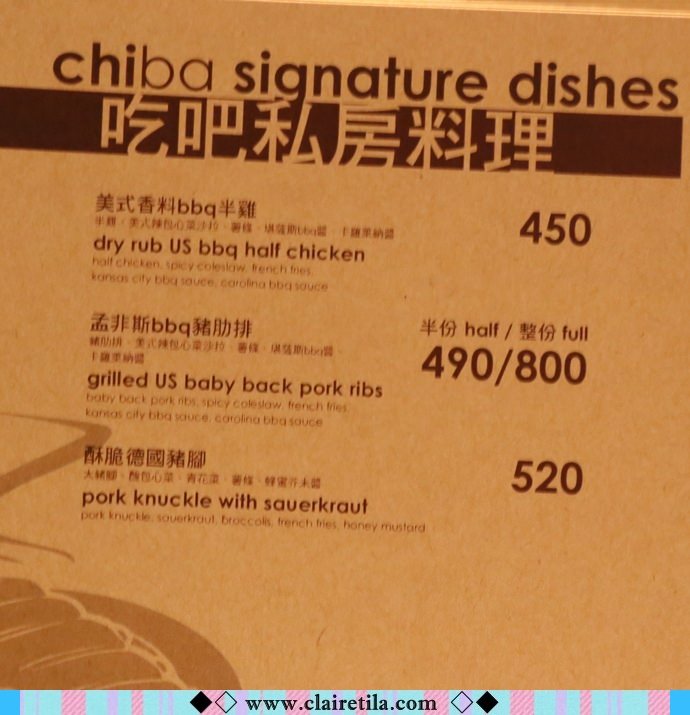 chiba signature dishes
吃吧私房料理
美式香料bbq半雞
半雞、美式辣包心菜沙拉、薯條、堪薩斯bbq醬、卡羅萊納醬
450
dry rub US bbq half chicken
half chicken, spicy coleslaw, french fries,
kansas city bbq sauce, carolina bbq sauce
孟非斯bbq豬肋排
半份 half / 整份 full
豬肋排、美式辣包心菜沙拉、薯條、堪薩斯bbq醬、
卡羅萊納醬
490/800
grilled US baby back pork ribs
baby back pork ribs, spicy coleslaw, french fries,
kansas city bbq sauce, carolina bbq sauce
酥脆德國豬腳
大豬腳、酸包心菜、青花菜、薯條、蜂蜜芥末醬
520
pork knuckle with sauerkraut
pork knuckle, sauerkraut, broccolis, french fries, honey mustard
www.clairetila.com